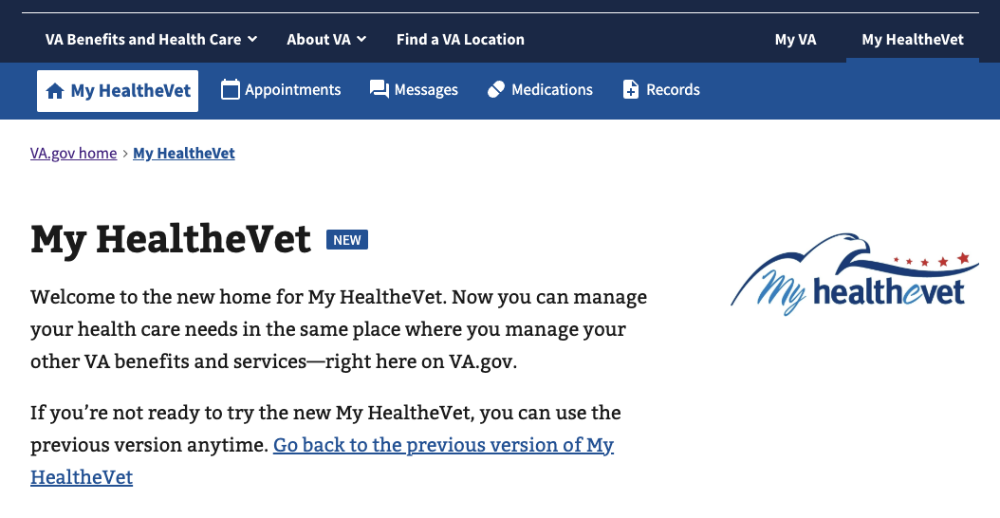 VA Benefits and Health Care About VA Find a VA Location My VA My HealtheVet
My HealtheVet Appointments Messages Medications Records
VA.gov home › My HealtheVet
My HealtheVet NEW
My healthevet
Welcome to the new home for My HealtheVet. Now you can manage
your health care needs in the same place where you manage your
other VA benefits and services—right here on VA.gov.
If you’re not ready to try the new My HealtheVet, you can use the
previous version anytime. Go back to the previous version of My
HealtheVet